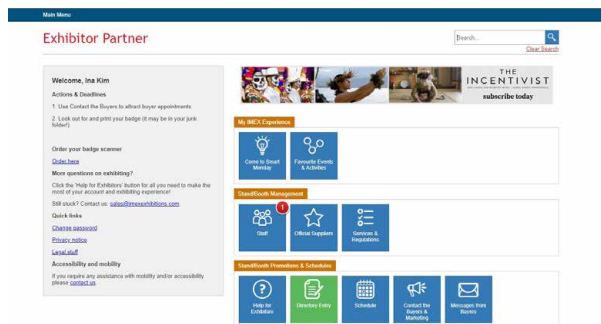 Main Menu
Exhibitor Partner
Search...
Clear Search
Welcome, Ina Kim
Actions & Deadlines
1. Use Contact the Buyers to attract buyer appointments
2. Look out for and print your badge (it may be in your junk
folder!)
Order your badge scanner
Order here
More questions on exhibiting?
Click the 'Help for Exhibitors' button for all you need to make the
most of your account and exhibiting experience!
Still stuck? Contact us: sales@imexexhibitions.com
Quick links
Change password
Privacy notice
Legal stuff
Accessibility and mobility
If you require any assistance with mobility and/or accessibility
please contact us.
THE
INCENTIVIST
subscribe today
My IMEX Experience
Come to Smart
Monday
Favourite Events
& Activities
Stand/Booth Management
1
Staff
Official Suppliers
Services &
Regulations
Stand/Booth Promotions & Schedules
Help for
Exhibitors
Directory Entry
Schedule
Contact the
Buyers &
Marketing
Messages from
Buyers